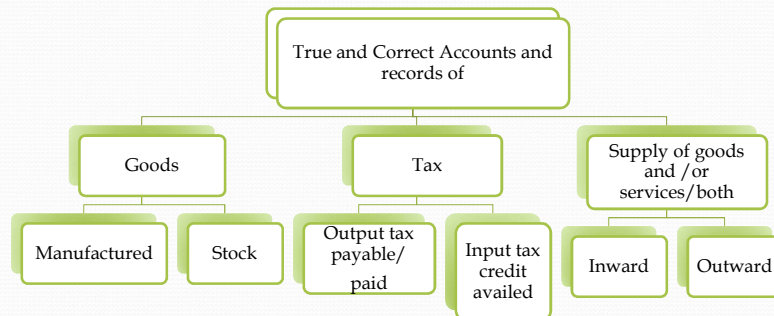 True and Correct Accounts and
records of
Goods
Tax
Supply of goods
and /or
services/both
Manufactured
Stock
Output tax
payable/
paid
Input tax
credit
availed
Inward
Outward